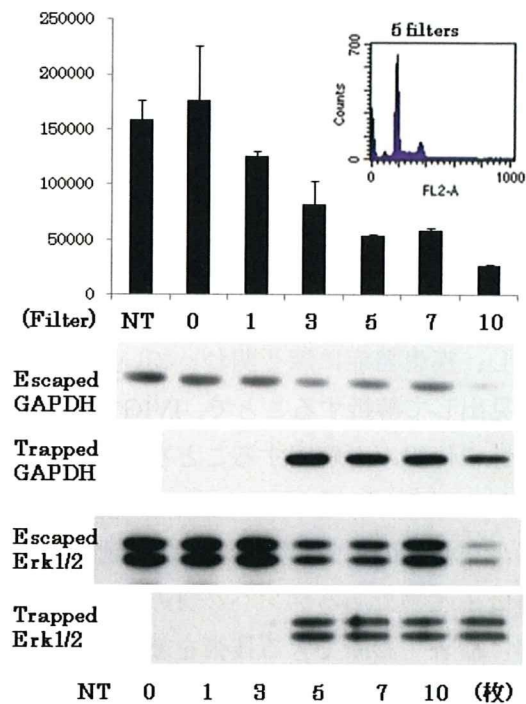 250000
200000
150000
100000
50000
0
5 filters
700
Counts
0
0 1000
FL2-A
(Filter) NT 0 1 3 5 7 10
Escaped
GAPDH
Trapped
GAPDH
Escaped
Erk1/2
Trapped
Erk1/2
NT 0 1 3 5 7 10 (枚)